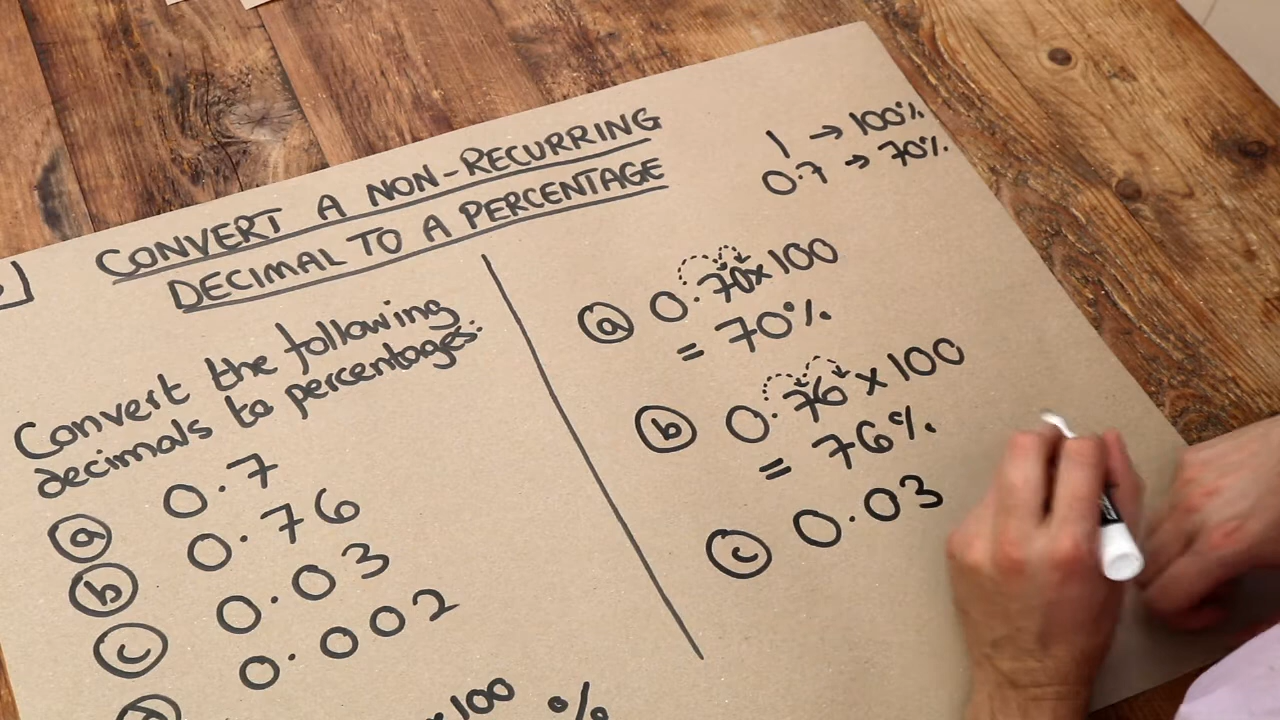 CONVERT A NON-RECURRING
DECIMAL TO A PERCENTAGE
Convert the following
decimals to percentages:
(a) 0.7
(b) 0.76
(c) 0.03
(d) 0.002
×100 %
1 → 100%
0.7 → 70%
(a) 0.70×100
= 70%
(b) 0.76×100
= 76%
(c) 0.03